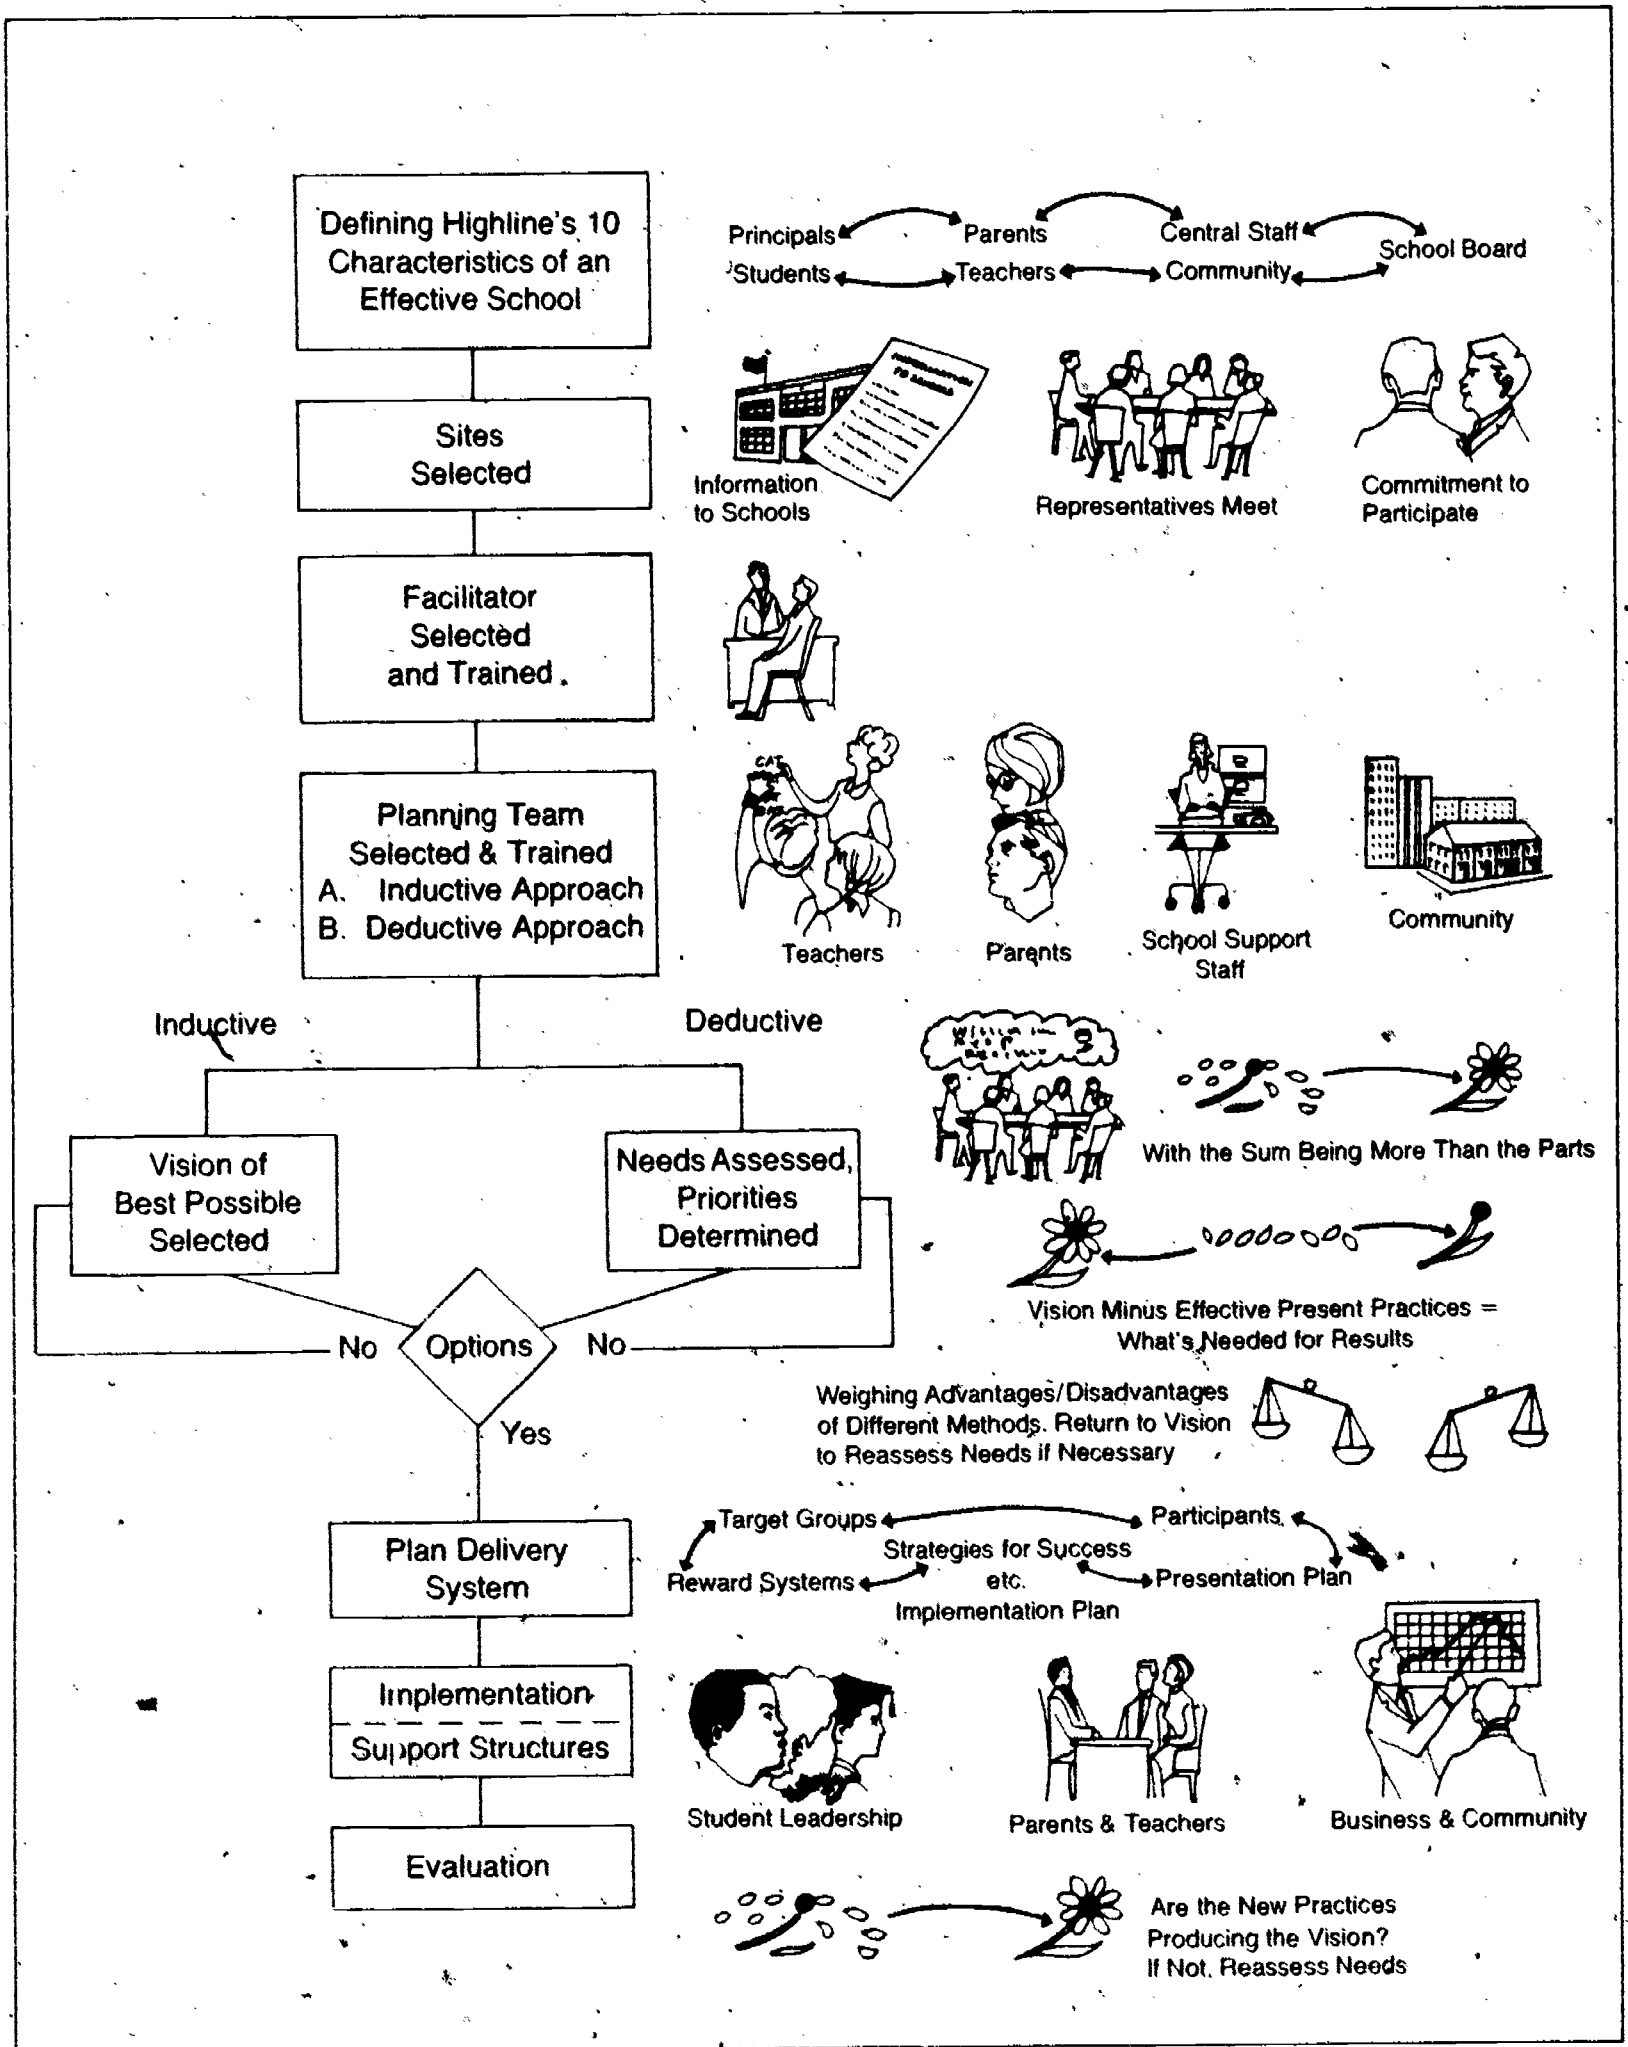 Defining Highline's 10
Characteristics of an
Effective School
Principals Parents Central Staff School Board
Students Teachers Community
Sites
Selected
Information
to Schools
Representatives Meet
Commitment to
Participate
Facilitator
Selected
and Trained
CAT
Planning Team
Selected & Trained
A. Inductive Approach
B. Deductive Approach
Teachers
Parents
School Support
Staff
Community
Inductive
Deductive
Vision of
Best Possible
Selected
Needs Assessed,
Priorities
Determined
With the Sum Being More Than the Parts
Vision Minus Effective Present Practices =
What's Needed for Results
No
Options
No
Yes
Weighing Advantages/Disadvantages
of Different Methods. Return to Vision
to Reassess Needs if Necessary
Plan Delivery
System
Target Groups Participants
Strategies for Success
Reward Systems etc. Presentation Plan
Implementation Plan
Implementation
Support Structures
Student Leadership
Parents & Teachers
Business & Community
Evaluation
Are the New Practices
Producing the Vision?
If Not, Reassess Needs